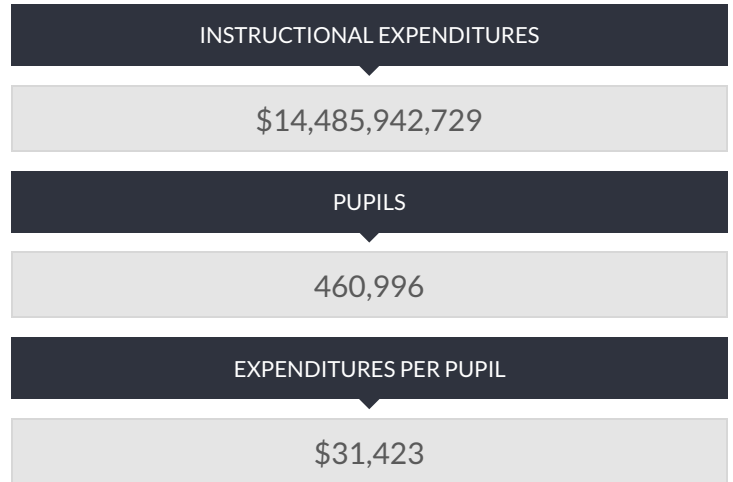 INSTRUCTIONAL EXPENDITURES
$14,485,942,729
PUPILS
460,996
EXPENDITURES PER PUPIL
$31,423